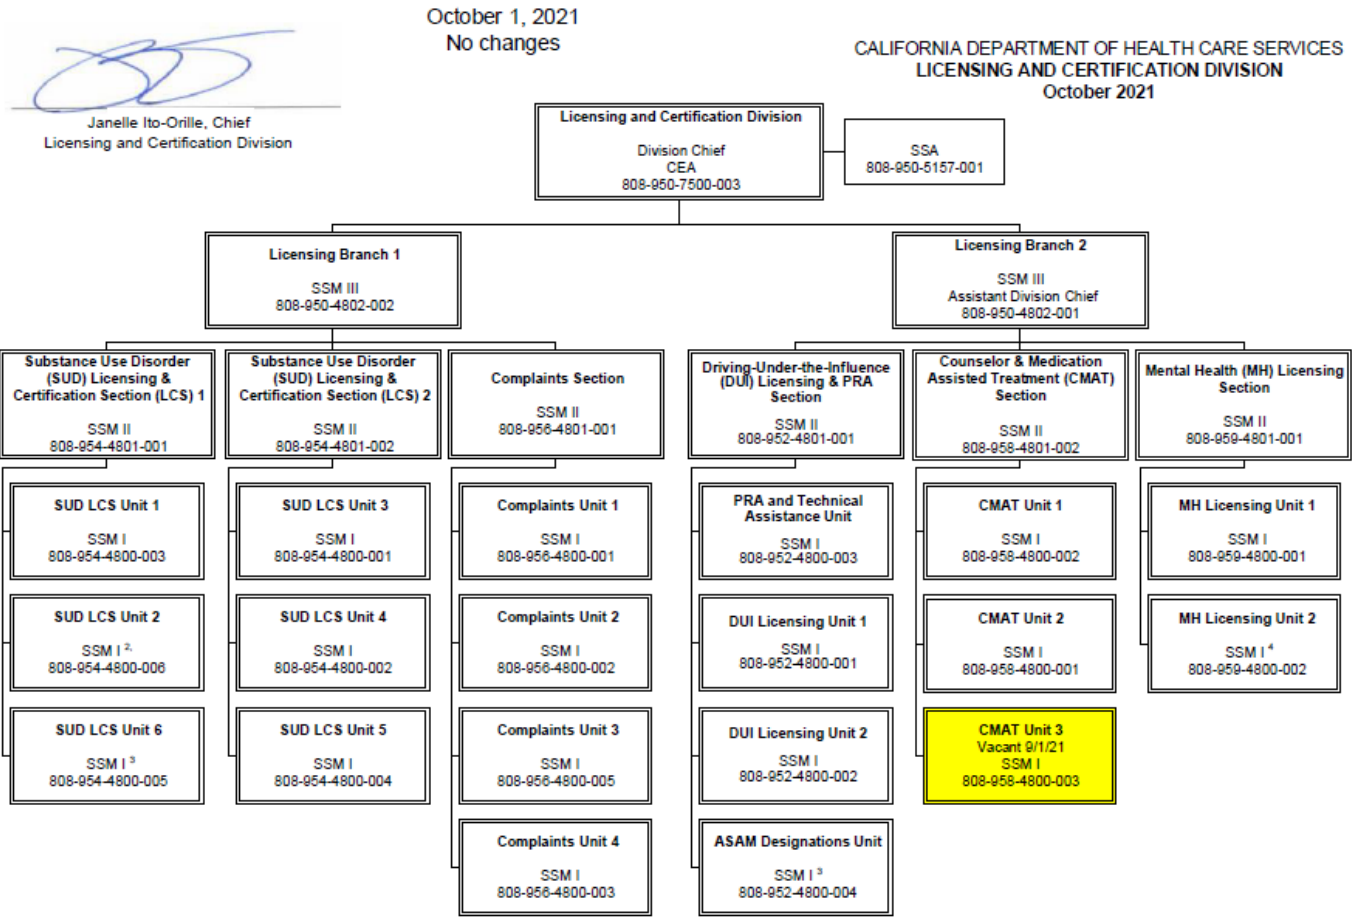 October 1, 2021
No changes
CALIFORNIA DEPARTMENT OF HEALTH CARE SERVICES
LICENSING AND CERTIFICATION DIVISION
October 2021
Janelle Ito-Orille, Chief
Licensing and Certification Division
Licensing and Certification Division
Division Chief
CEA
808-950-7500-003
SSA
808-950-5157-001
Licensing Branch 1
SSM III
808-950-4802-002
Licensing Branch 2
SSM III
Assistant Division Chief
808-950-4802-001
Substance Use Disorder
(SUD) Licensing &
Certification Section (LCS) 1
SSM II
808-954-4801-001
Substance Use Disorder
(SUD) Licensing &
Certification Section (LCS) 2
SSM II
808-954-4801-002
Complaints Section
SSM II
808-956-4801-001
Driving-Under-the-Influence
(DUI) Licensing & PRA
Section
SSM II
808-952-4801-001
Counselor & Medication
Assisted Treatment (CMAT)
Section
SSM II
808-958-4801-002
Mental Health (MH) Licensing
Section
SSM II
808-959-4801-001
SUD LCS Unit 1
SSM I
808-954-4800-003
SUD LCS Unit 3
SSM I
808-954-4800-001
Complaints Unit 1
SSM I
808-956-4800-001
PRA and Technical
Assistance Unit
SSM I
808-952-4800-003
CMAT Unit 1
SSM I
808-958-4800-002
MH Licensing Unit 1
SSM I
808-959-4800-001
SUD LCS Unit 2
SSM I 2,
808-954-4800-006
SUD LCS Unit 4
SSM I
808-954-4800-002
Complaints Unit 2
SSM I
808-956-4800-002
DUI Licensing Unit 1
SSM I
808-952-4800-001
CMAT Unit 2
SSM I
808-958-4800-001
MH Licensing Unit 2
SSM I 4
808-959-4800-002
SUD LCS Unit 6
SSM I 3
808-954-4800-005
SUD LCS Unit 5
SSM I
808-954-4800-004
Complaints Unit 3
SSM I
808-956-4800-005
DUI Licensing Unit 2
SSM I
808-952-4800-002
CMAT Unit 3
Vacant 9/1/21
SSM I
808-958-4800-003
Complaints Unit 4
SSM I
808-956-4800-003
ASAM Designations Unit
SSM I 3
808-952-4800-004